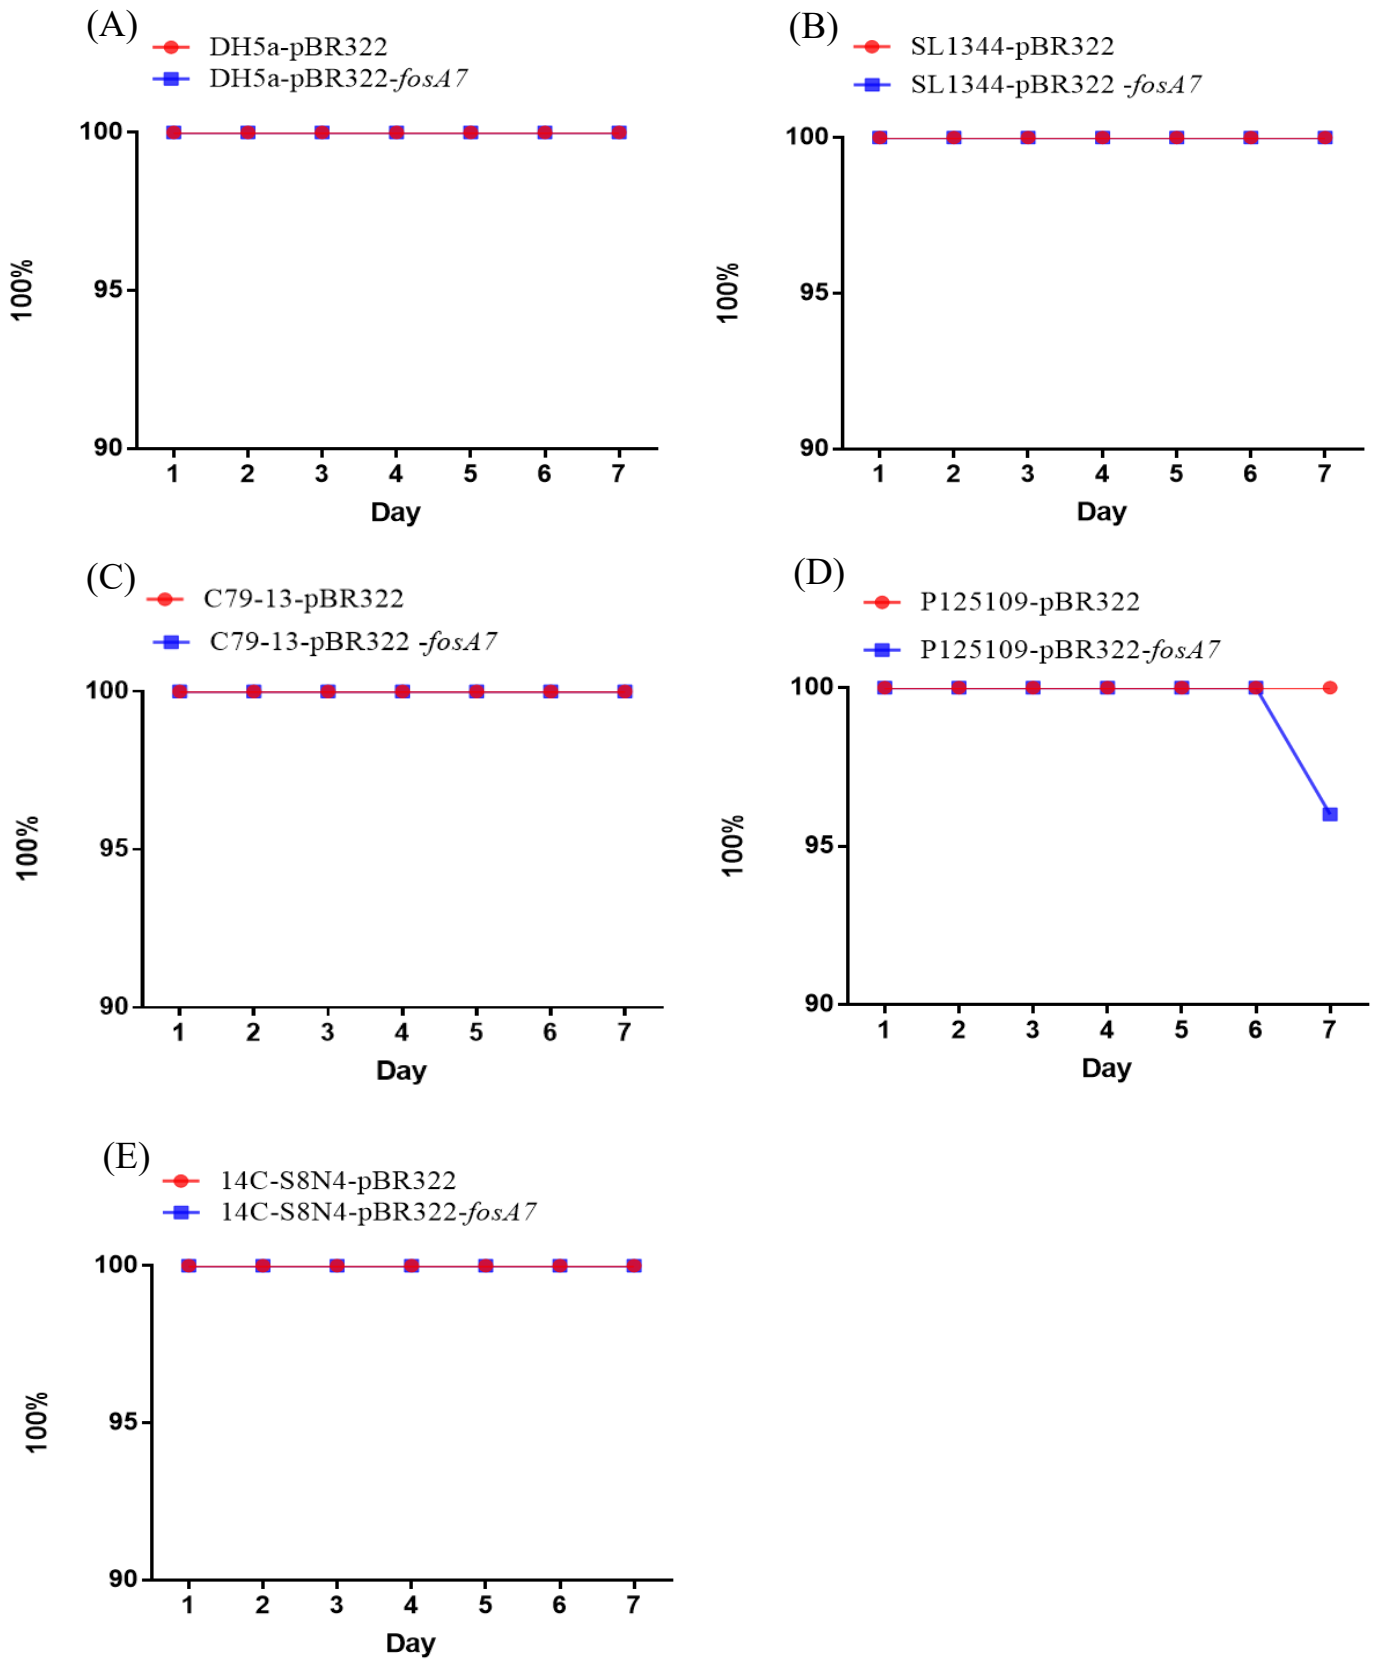 (A)
DH5a-pBR322
DH5a-pBR322-fosA7
100
95
90
100%
1 2 3 4 5 6 7
Day
(B)
SL1344-pBR322
SL1344-pBR322 -fosA7
100
95
90
100%
1 2 3 4 5 6 7
Day
(C)
C79-13-pBR322
C79-13-pBR322 -fosA7
100
95
90
100%
1 2 3 4 5 6 7
Day
(D)
P125109-pBR322
P125109-pBR322-fosA7
100
95
90
100%
1 2 3 4 5 6 7
Day
(E)
14C-S8N4-pBR322
14C-S8N4-pBR322-fosA7
100
95
90
100%
1 2 3 4 5 6 7
Day